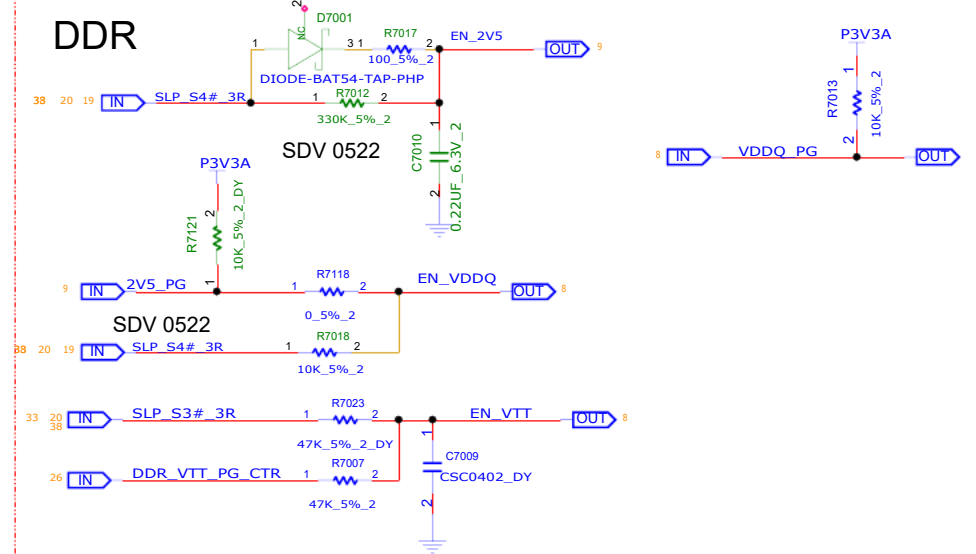 DDR
2
NC
D7001
1
3 1
R7017
2
100_5%_2
EN_2V5
OUT
9
DIODE-BAT54-TAP-PHP
20 19
IN
SLP_S4#_3R
1
R7012
2
330K_5%_2
SDV 0522
1
C7010
2
0.22UF_6.3V_2
P3V3A
R7013
1
2
10K_5%_2
8
IN
VDDQ_PG
OUT
P3V3A
R7121
2
1
10K_5%_2_DY
9
IN
2V5_PG
1
R7118
2
0_5%_2
EN_VDDQ
OUT
8
SDV 0522
20 19
IN
SLP_S4#_3R
1
R7018
2
10K_5%_2
33 20
38
IN
SLP_S3#_3R
1
R7023
2
47K_5%_2_DY
EN_VTT
OUT
8
26
IN
DDR_VTT_PG_CTR
1
R7007
2
47K_5%_2
1
C7009
CSC0402_DY
2